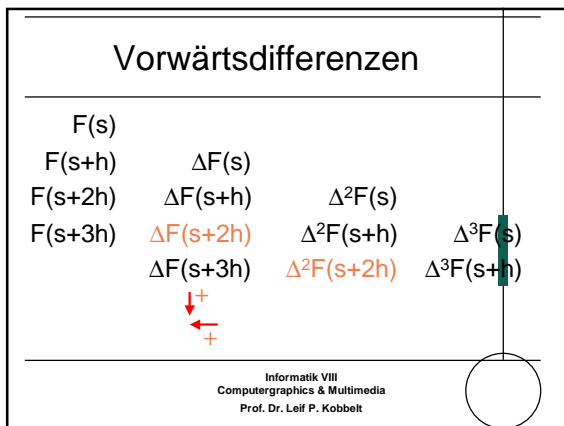 Vorwärtsdifferenzen
F(s)
F(s+h) ΔF(s)
F(s+2h) ΔF(s+h) Δ²F(s)
F(s+3h) ΔF(s+2h) Δ²F(s+h) Δ³F(s)
ΔF(s+3h) Δ²F(s+2h) Δ³F(s+h)
+
+
Informatik VIII
Computergraphics & Multimedia
Prof. Dr. Leif P. Kobbelt